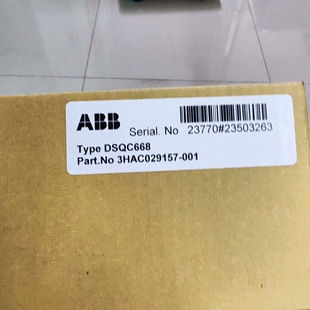 ABB
Serial. No 23770#23503263
Type DSQC668
Part.No 3HAC029157-001